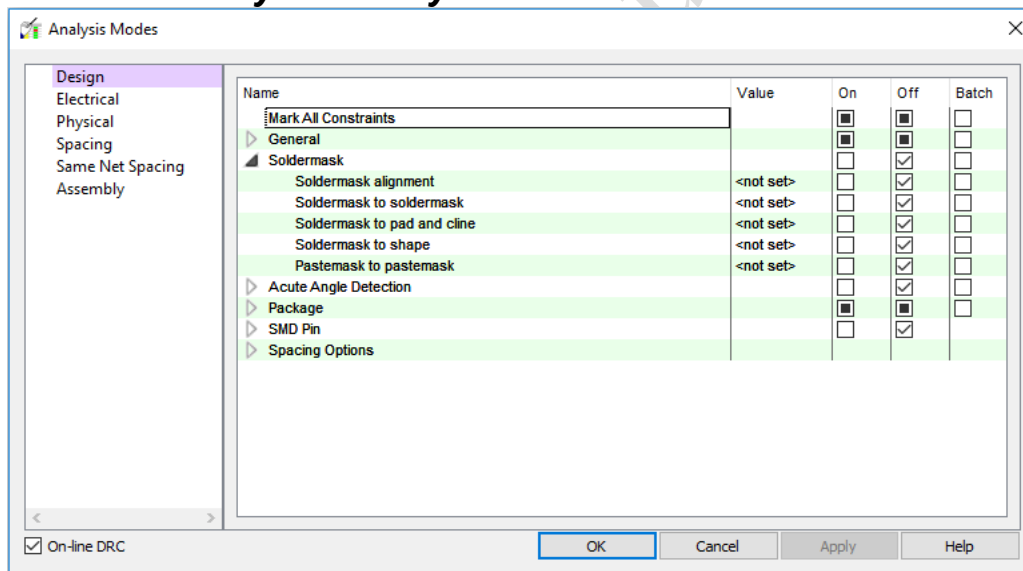 Analysis Modes
Design
Electrical
Physical
Spacing
Same Net Spacing
Assembly
Name Value On Off Batch
Mark All Constraints
General
Soldermask
Soldermask alignment <not set>
Soldermask to soldermask <not set>
Soldermask to pad and cline <not set>
Soldermask to shape <not set>
Pastemask to pastemask <not set>
Acute Angle Detection
Package
SMD Pin
Spacing Options
On-line DRC OK Cancel Apply Help